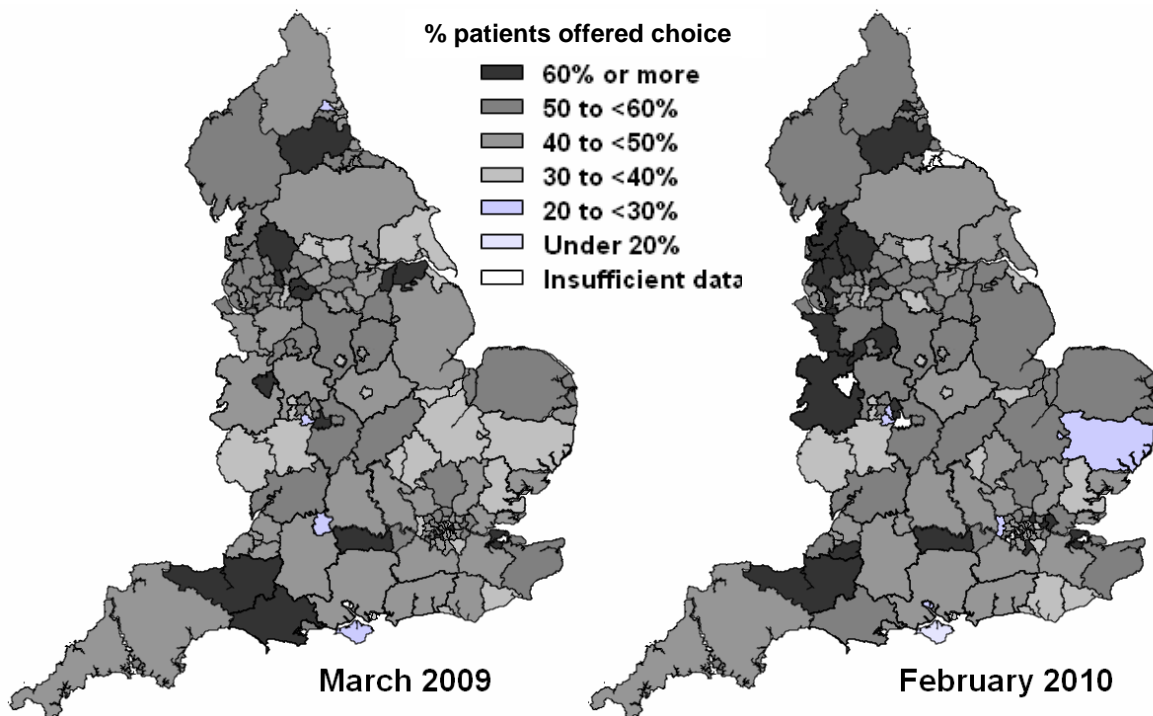 % patients offered choice
60% or more
50 to <60%
40 to <50%
30 to <40%
20 to <30%
Under 20%
Insufficient data
March 2009
February 2010